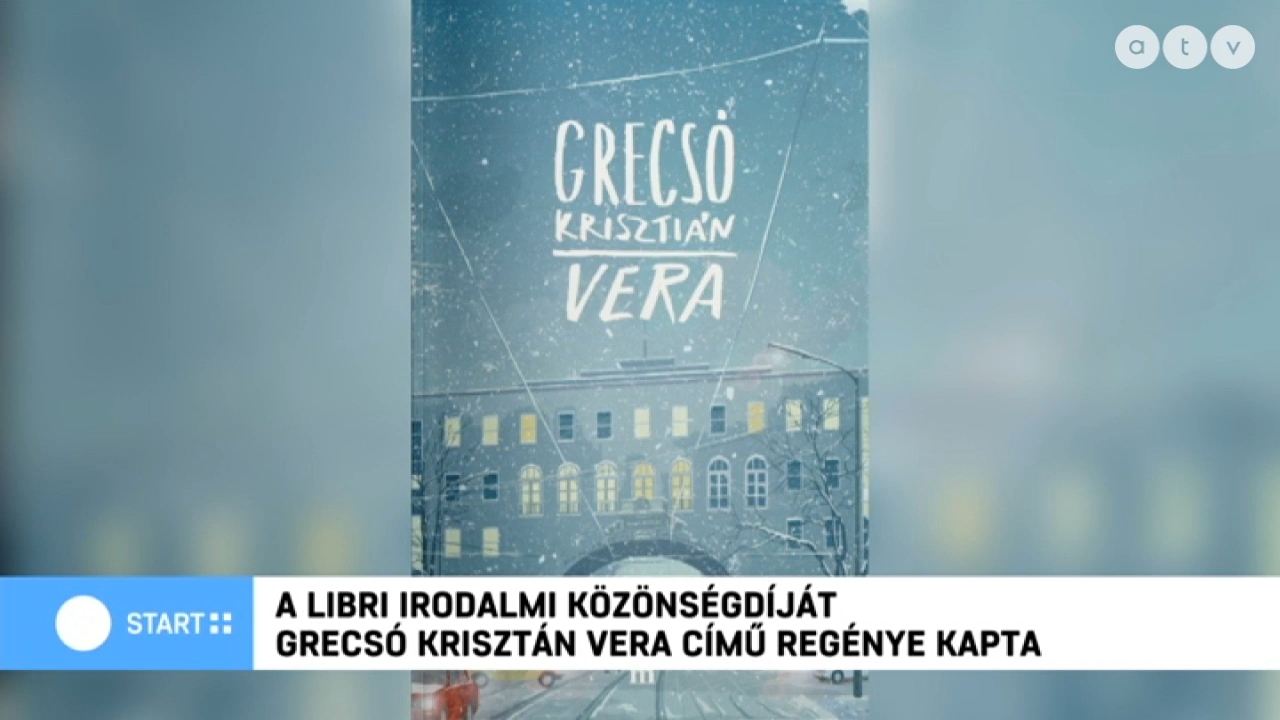 atv
GRECSÓ
KRISZTIÁN
VERA
START
A LIBRI IRODALMI KÖZÖNSÉGDÍJÁT
GRECSÓ KRISZTÁN VERA CÍMŰ REGÉNYE KAPTA
m